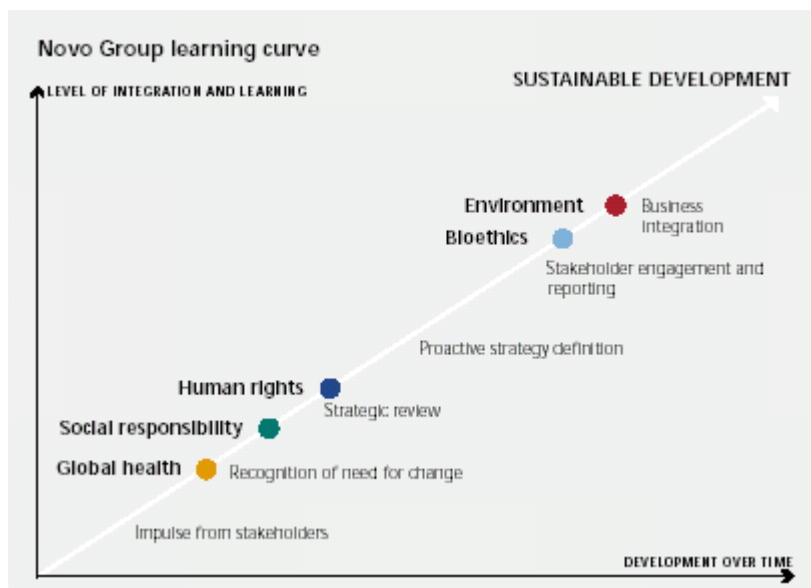 Novo Group learning curve
LEVEL OF INTEGRATION AND LEARNING
SUSTAINABLE DEVELOPMENT
Environment
Business
integration
Bioethics
Stakeholder engagement and
reporting
Proactive strategy definition
Human rights
Strategic review
Social responsibility
Global health
Recognition of need for change
Impulse from stakeholders
DEVELOPMENT OVER TIME